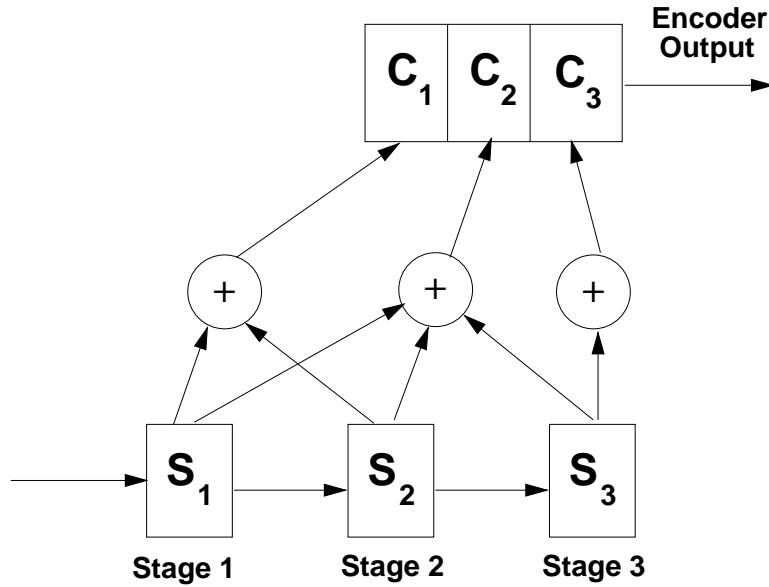 Encoder
Output
C1 C2 C3
+ + +
S1 S2 S3
Stage 1 Stage 2 Stage 3